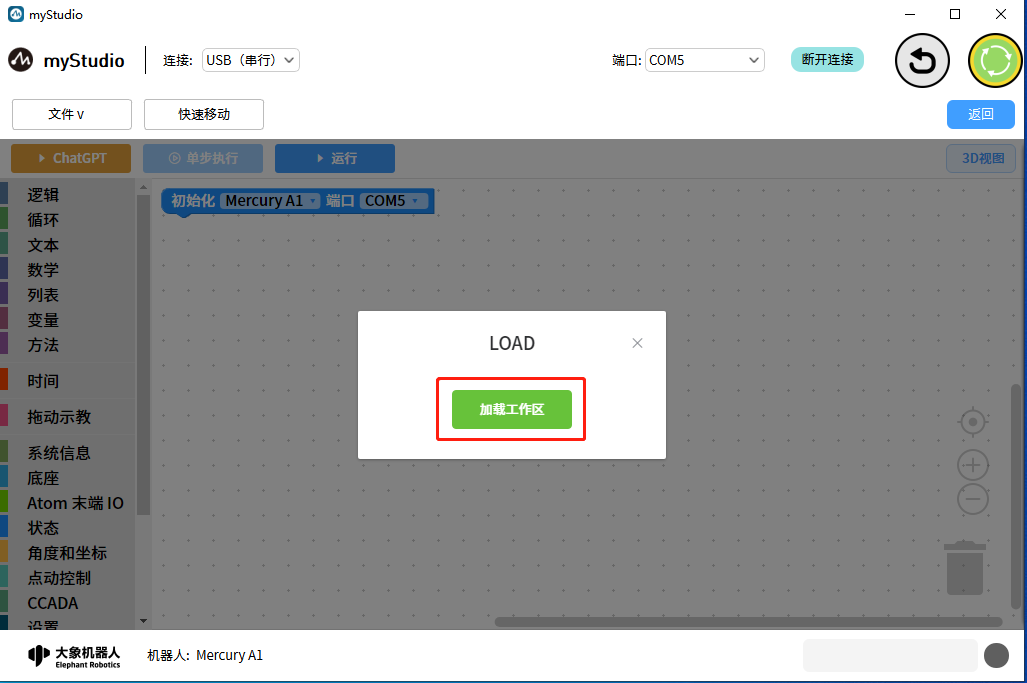 myStudio
myStudio 连接: USB（串行） 端口: COM5 断开连接
文件 v 快速移动 返回
ChatGPT 单步执行 运行 3D视图
初始化 Mercury A1 端口 COM5
逻辑
循环
文本
数学
列表
变量
方法
时间
拖动示教
系统信息
底座
Atom 末端 IO
状态
角度和坐标
点动控制
CCADA
设置
LOAD
加载工作区
大象机器人
Elephant Robotics
机器人: Mercury A1